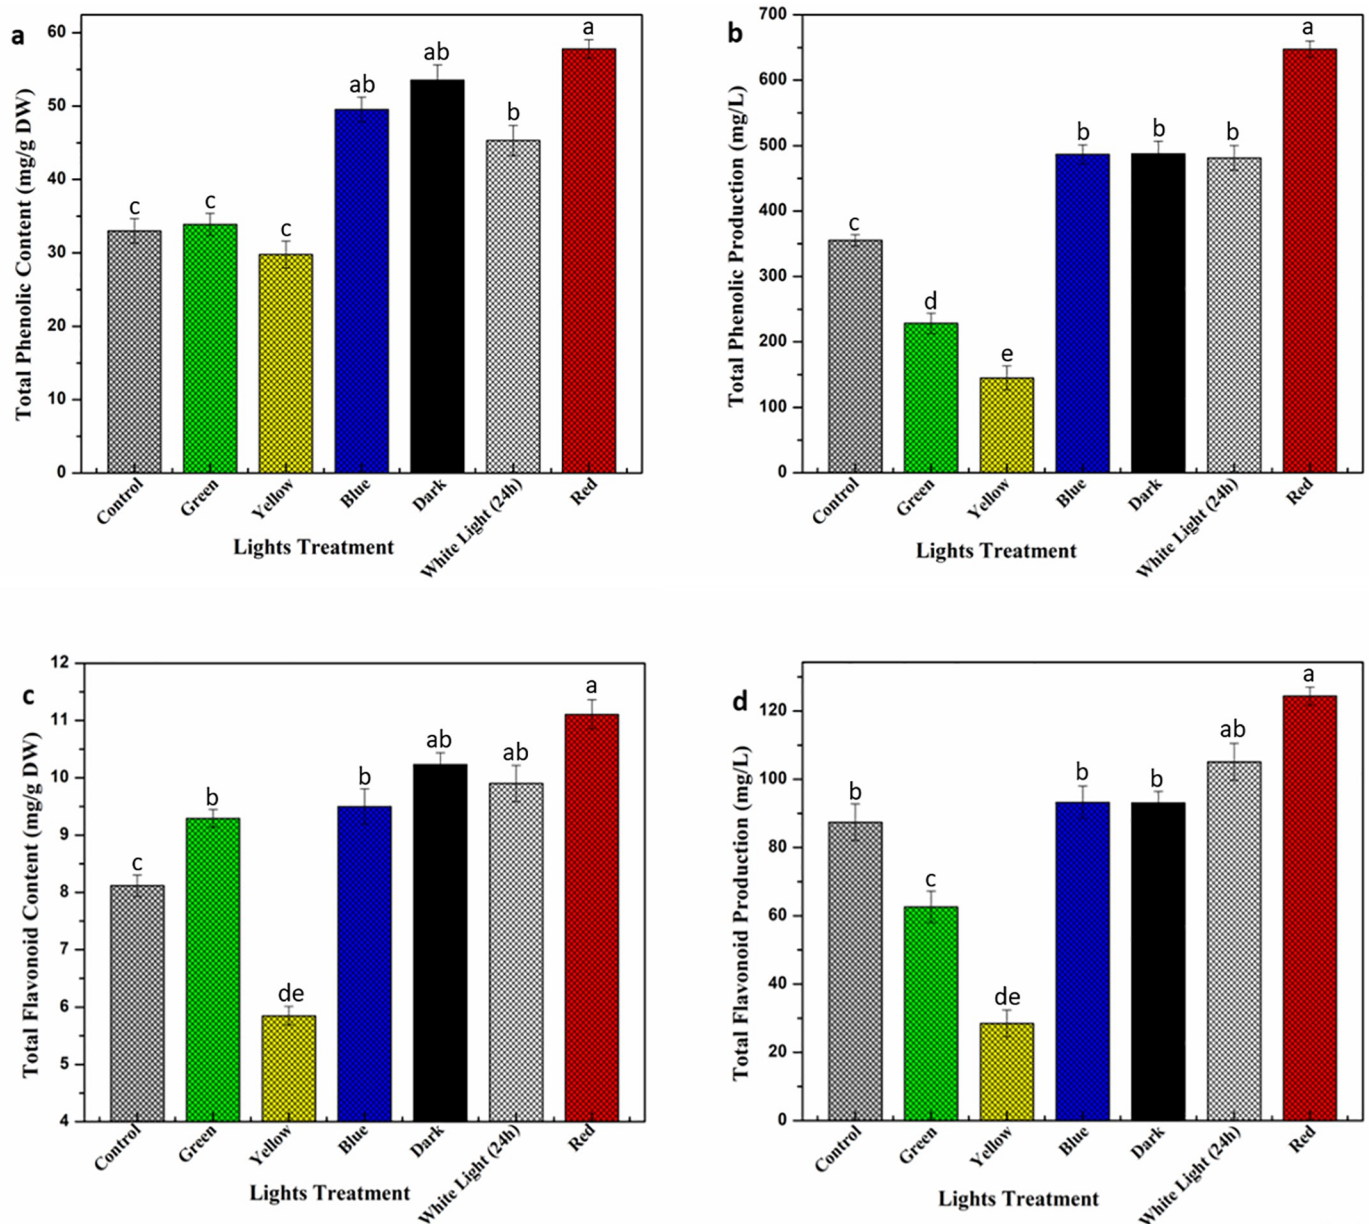 a
Total Phenolic Content (mg/g DW)
60
50
40
30
20
10
0
c
c
c
ab
ab
b
a
Control
Green
Yellow
Blue
Dark
White Light (24h)
Red
Lights Treatment
b
Total Phenolic Production (mg/L)
700
600
500
400
300
200
100
0
c
d
e
b
b
b
a
Control
Green
Yellow
Blue
Dark
White Light (24h)
Red
Lights Treatment
c
Total Flavonoid Content (mg/g DW)
12
11
10
9
8
7
6
5
4
c
b
de
b
ab
ab
a
Control
Green
Yellow
Blue
Dark
White Light (24h)
Red
Lights Treatment
d
Total Flavonoid Production (mg/L)
120
100
80
60
40
20
0
b
c
de
b
b
ab
a
Control
Green
Yellow
Blue
Dark
White Light (24h)
Red
Lights Treatment